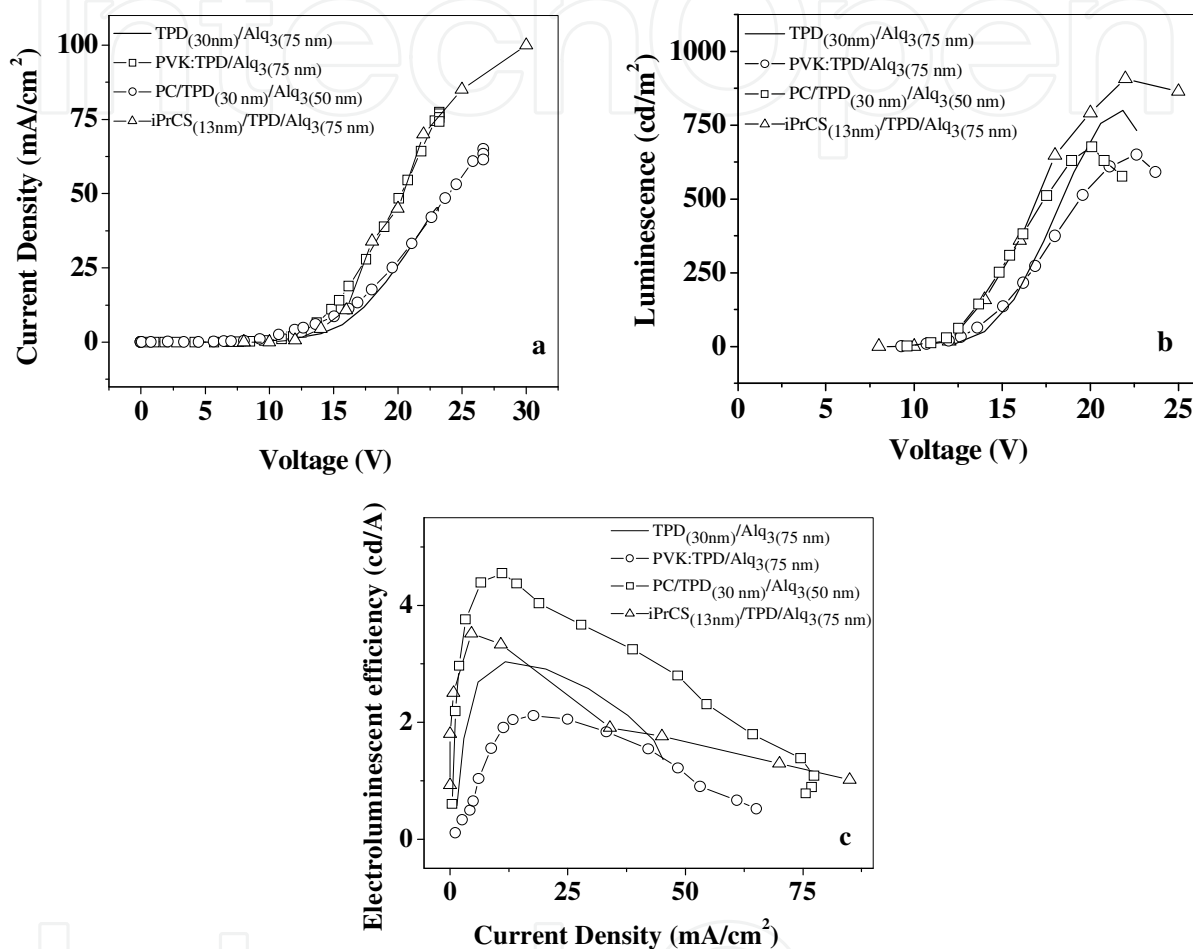 IntechOpen
TPD(30nm)/Alq3(75 nm)
PVK:TPD/Alq3(75 nm)
PC/TPD(30 nm)/Alq3(50 nm)
iPrCS(13nm)/TPD/Alq3(75 nm)
100
75
50
25
0
Current Density (mA/cm2)
a
0 5 10 15 20 25 30
Voltage (V)
TPD(30nm)/Alq3(75 nm)
PVK:TPD/Alq3(75 nm)
PC/TPD(30 nm)/Alq3(50 nm)
iPrCS(13nm)/TPD/Alq3(75 nm)
1000
750
500
250
0
Luminescence (cd/m2)
b
0 5 10 15 20 25
Voltage (V)
TPD(30nm)/Alq3(75 nm)
PVK:TPD/Alq3(75 nm)
PC/TPD(30 nm)/Alq3(50 nm)
iPrCS(13nm)/TPD/Alq3(75 nm)
4
2
0
Electroluminescent efficiency (cd/A)
c
0 25 50 75
Current Density (mA/cm2)